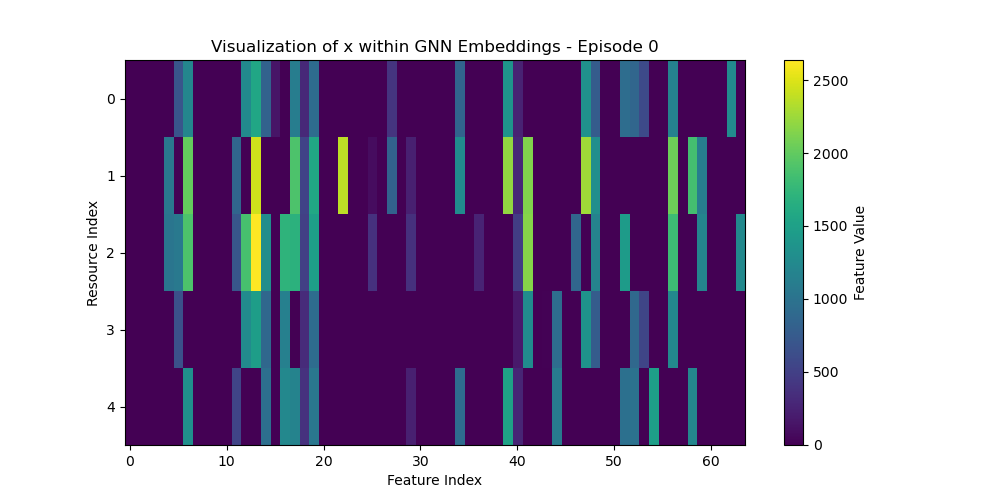 Visualization of x within GNN Embeddings - Episode 0
Resource Index
0
1
2
3
4
0 10 20 30 40 50 60
Feature Index
2500
2000
1500
1000
500
0
Feature Value